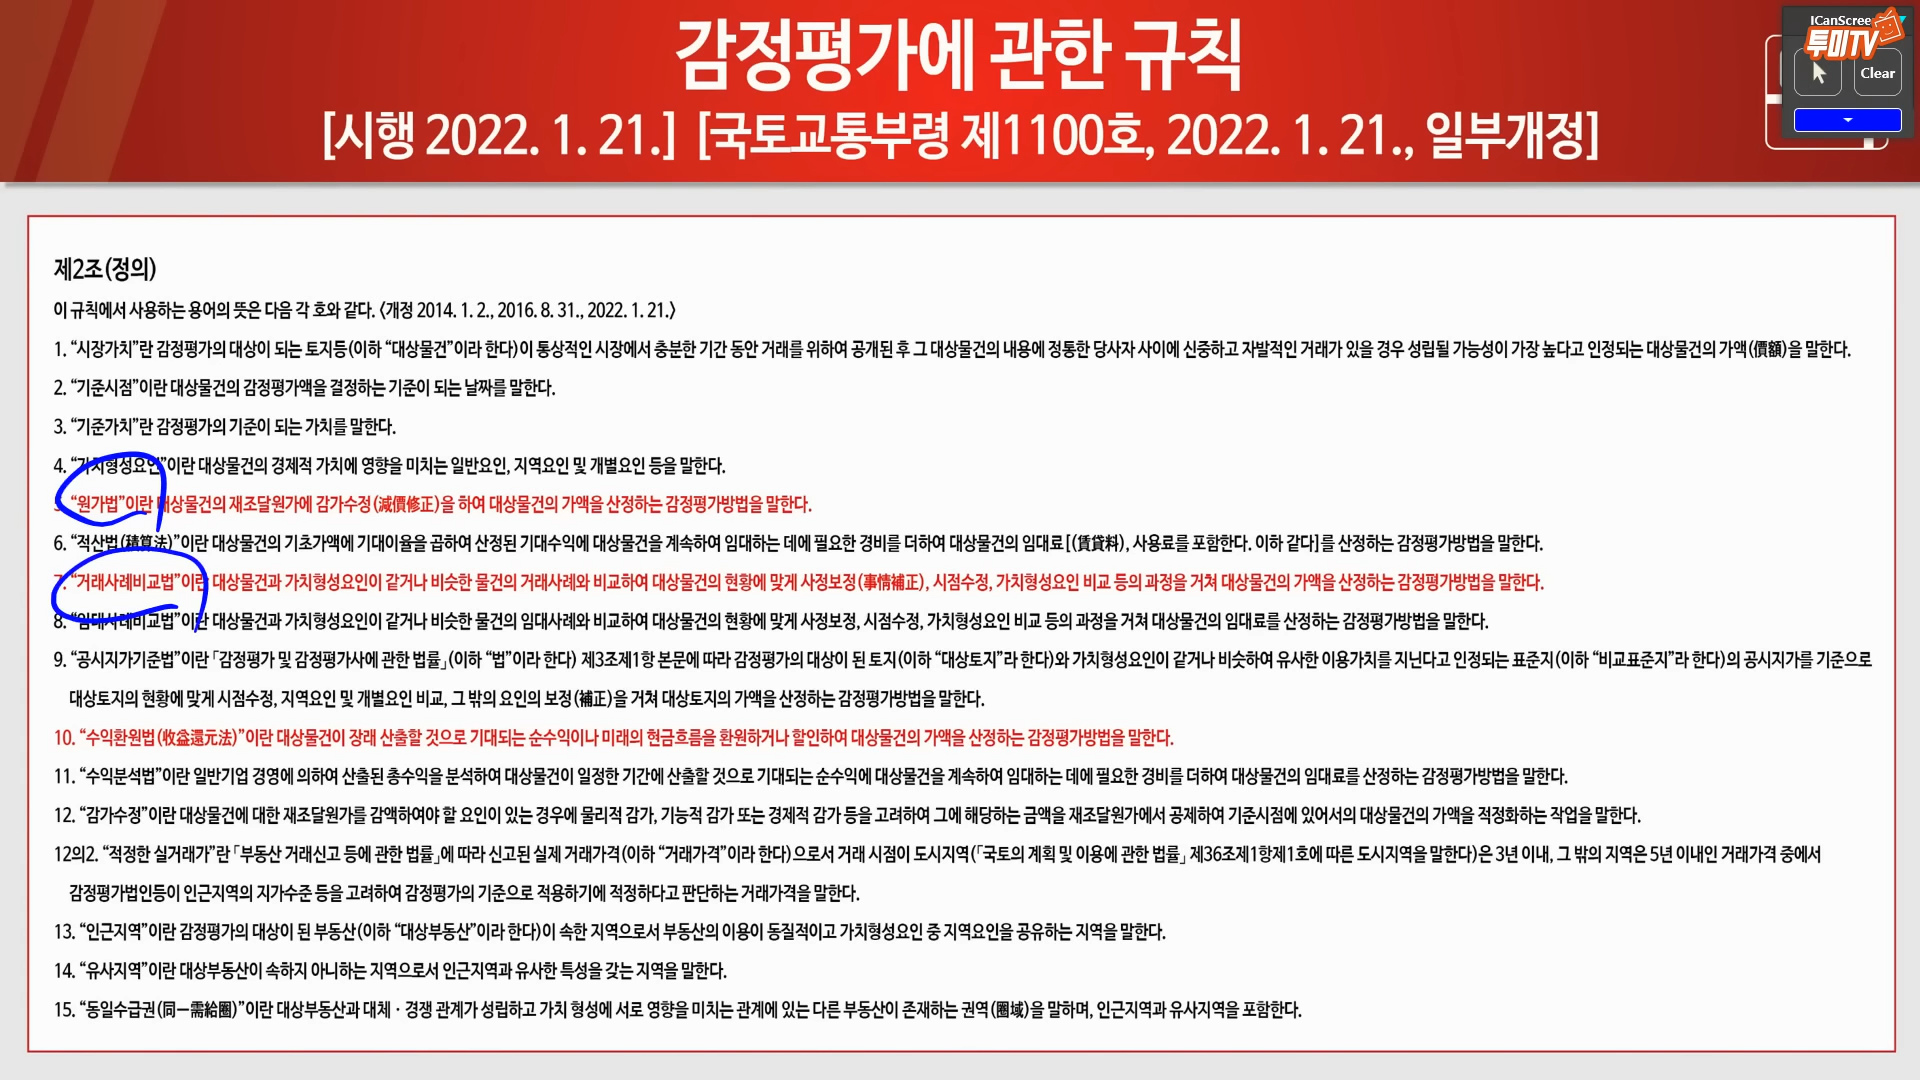 감정평가에 관한 규칙
[시행 2022. 1. 21.] [국토교통부령 제1100호, 2022. 1. 21., 일부개정]
ICanScree
투미TV
Clear
제2조(정의)
이 규칙에서 사용하는 용어의 뜻은 다음 각 호와 같다. <개정 2014. 1. 2., 2016. 8. 31., 2022. 1. 21.>
1. “시장가치”란 감정평가의 대상이 되는 토지등(이하 “대상물건”이라 한다)이 통상적인 시장에서 충분한 기간 동안 거래를 위하여 공개된 후 그 대상물건의 내용에 정통한 당사자 사이에 신중하고 자발적인 거래가 있을 경우 성립될 가능성이 가장 높다고 인정되는 대상물건의 가액(價額)을 말한다.
2. “기준시점”이란 대상물건의 감정평가액을 결정하는 기준이 되는 날짜를 말한다.
3. “기준가치”란 감정평가의 기준이 되는 가치를 말한다.
4. “가치형성요인”이란 대상물건의 경제적 가치에 영향을 미치는 일반요인, 지역요인 및 개별요인 등을 말한다.
5. “원가법”이란 대상물건의 재조달원가에 감가수정(減價修正)을 하여 대상물건의 가액을 산정하는 감정평가방법을 말한다.
6. “적산법(積算法)”이란 대상물건의 기초가액에 기대이율을 곱하여 산정된 기대수익에 대상물건을 계속하여 임대하는 데에 필요한 경비를 더하여 대상물건의 임대료[(賃貸料), 사용료를 포함한다. 이하 같다]를 산정하는 감정평가방법을 말한다.
7. “거래사례비교법”이란 대상물건과 가치형성요인이 같거나 비슷한 물건의 거래사례와 비교하여 대상물건의 현황에 맞게 사정보정(事情補正), 시점수정, 가치형성요인 비교 등의 과정을 거쳐 대상물건의 가액을 산정하는 감정평가방법을 말한다.
8. “임대사례비교법”이란 대상물건과 가치형성요인이 같거나 비슷한 물건의 임대사례와 비교하여 대상물건의 현황에 맞게 사정보정, 시점수정, 가치형성요인 비교 등의 과정을 거쳐 대상물건의 임대료를 산정하는 감정평가방법을 말한다.
9. “공시지가기준법”이란 「감정평가 및 감정평가사에 관한 법률」(이하 “법”이라 한다) 제3조제1항 본문에 따라 감정평가의 대상이 된 토지(이하 “대상토지”라 한다)와 가치형성요인이 같거나 비슷하여 유사한 이용가치를 지닌다고 인정되는 표준지(이하 “비교표준지”라 한다)의 공시지가를 기준으로
대상토지의 현황에 맞게 시점수정, 지역요인 및 개별요인 비교, 그 밖의 요인의 보정(補正)을 거쳐 대상토지의 가액을 산정하는 감정평가방법을 말한다.
10. “수익환원법(收益還元法)”이란 대상물건이 장래 산출할 것으로 기대되는 순수익이나 미래의 현금흐름을 환원하거나 할인하여 대상물건의 가액을 산정하는 감정평가방법을 말한다.
11. “수익분석법”이란 일반기업 경영에 의하여 산출된 총수익을 분석하여 대상물건이 일정한 기간에 산출할 것으로 기대되는 순수익에 대상물건을 계속하여 임대하는 데에 필요한 경비를 더하여 대상물건의 임대료를 산정하는 감정평가방법을 말한다.
12. “감가수정”이란 대상물건에 대한 재조달원가를 감액하여야 할 요인이 있는 경우에 물리적 감가, 기능적 감가 또는 경제적 감가 등을 고려하여 그에 해당하는 금액을 재조달원가에서 공제하여 기준시점에 있어서의 대상물건의 가액을 적정화하는 작업을 말한다.
12의2. “적정한 실거래가”란 「부동산 거래신고 등에 관한 법률」에 따라 신고된 실제 거래가격(이하 “거래가격”이라 한다)으로서 거래 시점이 도시지역(「국토의 계획 및 이용에 관한 법률」 제36조제1항제1호에 따른 도시지역을 말한다)은 3년 이내, 그 밖의 지역은 5년 이내인 거래가격 중에서
감정평가법인등이 인근지역의 지가수준 등을 고려하여 감정평가의 기준으로 적용하기에 적정하다고 판단하는 거래가격을 말한다.
13. “인근지역”이란 감정평가의 대상이 된 부동산(이하 “대상부동산”이라 한다)이 속한 지역으로서 부동산의 이용이 동질적이고 가치형성요인 중 지역요인을 공유하는 지역을 말한다.
14. “유사지역”이란 대상부동산이 속하지 아니하는 지역으로서 인근지역과 유사한 특성을 갖는 지역을 말한다.
15. “동일수급권(同一需給圈)”이란 대상부동산과 대체ㆍ경쟁 관계가 성립하고 가치 형성에 서로 영향을 미치는 관계에 있는 다른 부동산이 존재하는 권역(圈域)을 말하며, 인근지역과 유사지역을 포함한다.